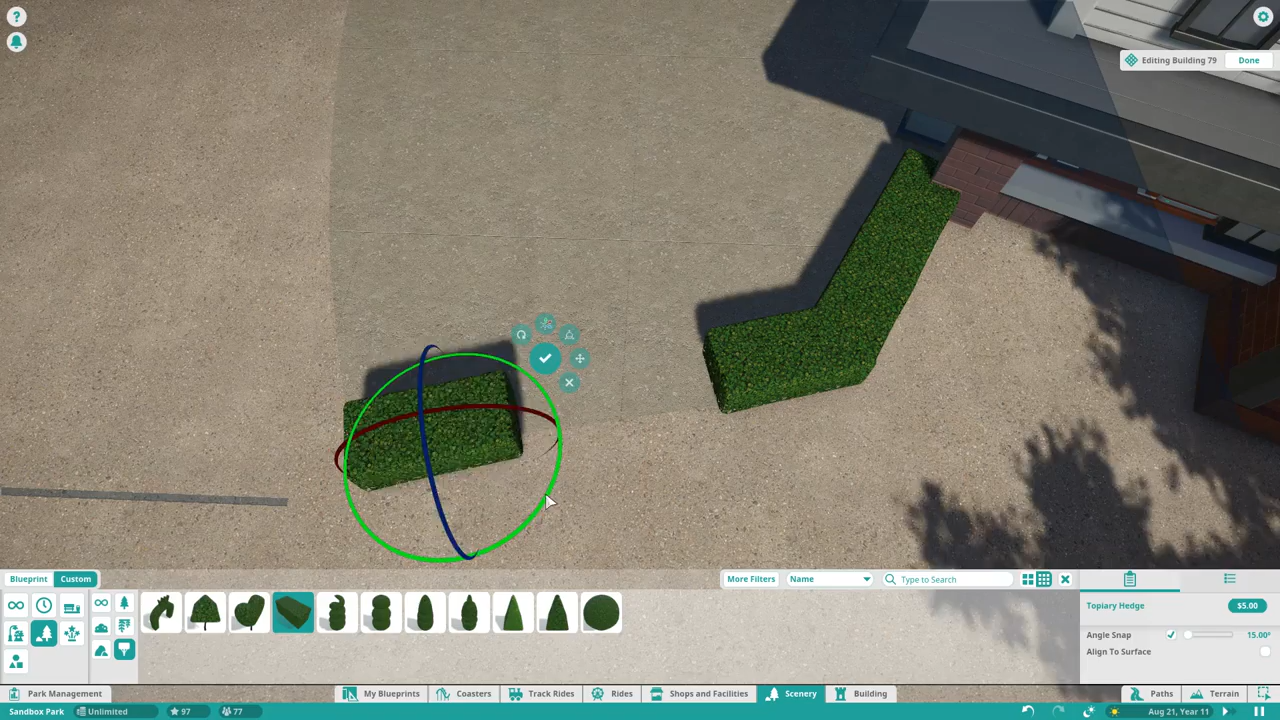 ?
Editing Building 79
Done
Blueprint
Custom
More Filters
Name
Type to Search
Topiary Hedge
$5.00
Angle Snap
15.00°
Align To Surface
Park Management
My Blueprints
Coasters
Track Rides
Rides
Shops and Facilities
Scenery
Building
Paths
Terrain
Sandbox Park
Unlimited
97
77
Aug 21, Year 11